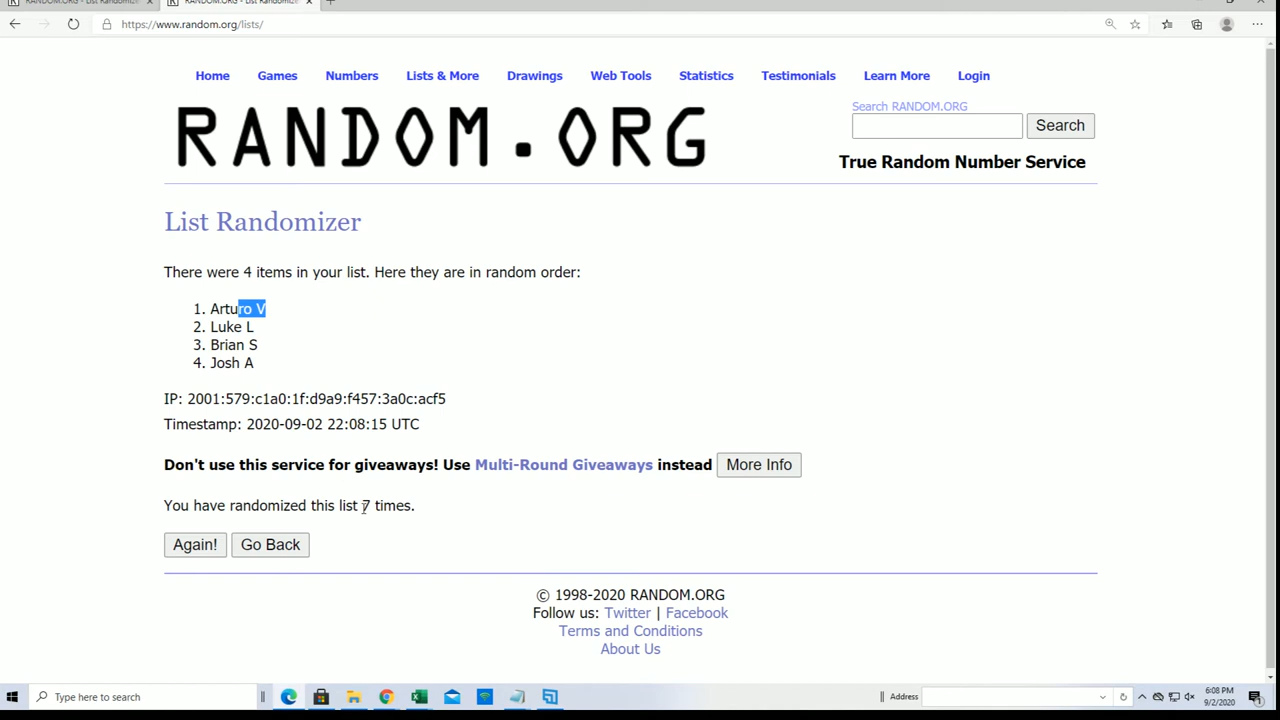 RANDOM.ORG - List Randomize
RANDOM.ORG - List Randomize
https://www.random.org/lists/
Home Games Numbers Lists & More Drawings Web Tools Statistics Testimonials Learn More Login
RANDOM.ORG
Search RANDOM.ORG
Search
True Random Number Service
List Randomizer
There were 4 items in your list. Here they are in random order:
1. Arturo V
2. Luke L
3. Brian S
4. Josh A
IP: 2001:579:c1a0:1f:d9a9:f457:3a0c:acf5
Timestamp: 2020-09-02 22:08:15 UTC
Don't use this service for giveaways! Use Multi-Round Giveaways instead More Info
You have randomized this list 7 times.
Again! Go Back
© 1998-2020 RANDOM.ORG
Follow us: Twitter | Facebook
Terms and Conditions
About Us
Type here to search
Address
6:08 PM
9/2/2020